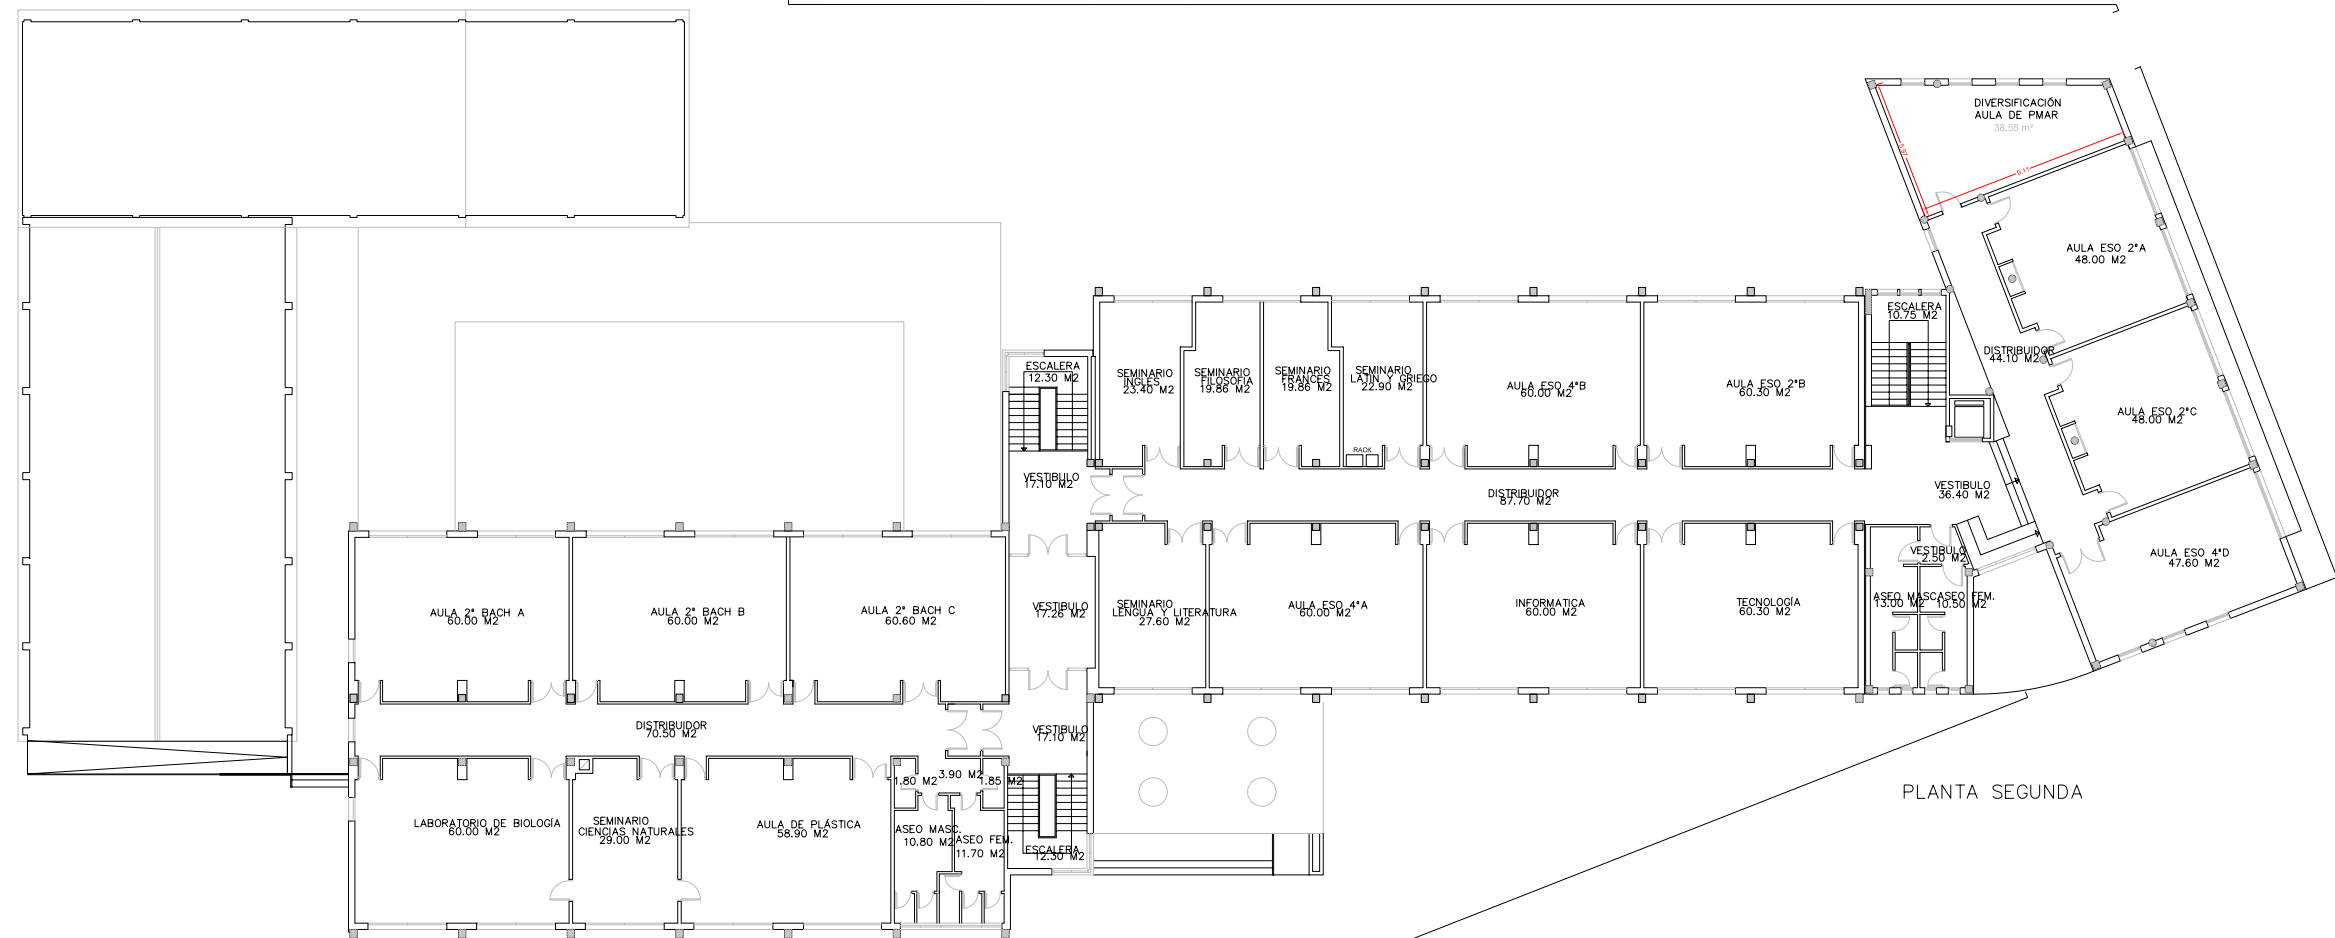 DIVERSIFICACIÓN
AULA DE PMAR
38.55 m²
5.97
9.11
AULA ESO 2ºA
48.00 M2
ESCALERA
10.75 M2
DISTRIBUIDOR
44.10 M2
AULA ESO 2ºC
48.00 M2
VESTIBULO
36.40 M2
AULA ESO 4ºD
47.60 M2
VESTIBULO
2.50 M2
ASEO MASC.
13.00 M2
ASEO FEM.
10.50 M2
ESCALERA
12.30 M2
SEMINARIO
INGLES
23.40 M2
SEMINARIO
FILOSOFIA
19.86 M2
SEMINARIO
FRANCES
19.86 M2
SEMINARIO
LATIN Y GRIEGO
22.90 M2
AULA ESO 4ºB
60.00 M2
AULA ESO 2ºB
60.30 M2
RACK
VESTIBULO
17.10 M2
DISTRIBUIDOR
87.70 M2
VESTIBULO
17.26 M2
SEMINARIO
LENGUA Y LITERATURA
27.60 M2
AULA ESO 4ºA
60.00 M2
INFORMATICA
60.00 M2
TECNOLOGÍA
60.30 M2
AULA 2º BACH A
60.00 M2
AULA 2º BACH B
60.00 M2
AULA 2º BACH C
60.60 M2
DISTRIBUIDOR
70.50 M2
VESTIBULO
17.10 M2
1.80 M2
3.90 M2
1.85 M2
LABORATORIO DE BIOLOGÍA
60.00 M2
SEMINARIO
CIENCIAS NATURALES
29.00 M2
AULA DE PLÁSTICA
58.90 M2
ASEO MASC.
10.80 M2
ASEO FEM.
11.70 M2
ESCALERA
12.30 M2
PLANTA SEGUNDA